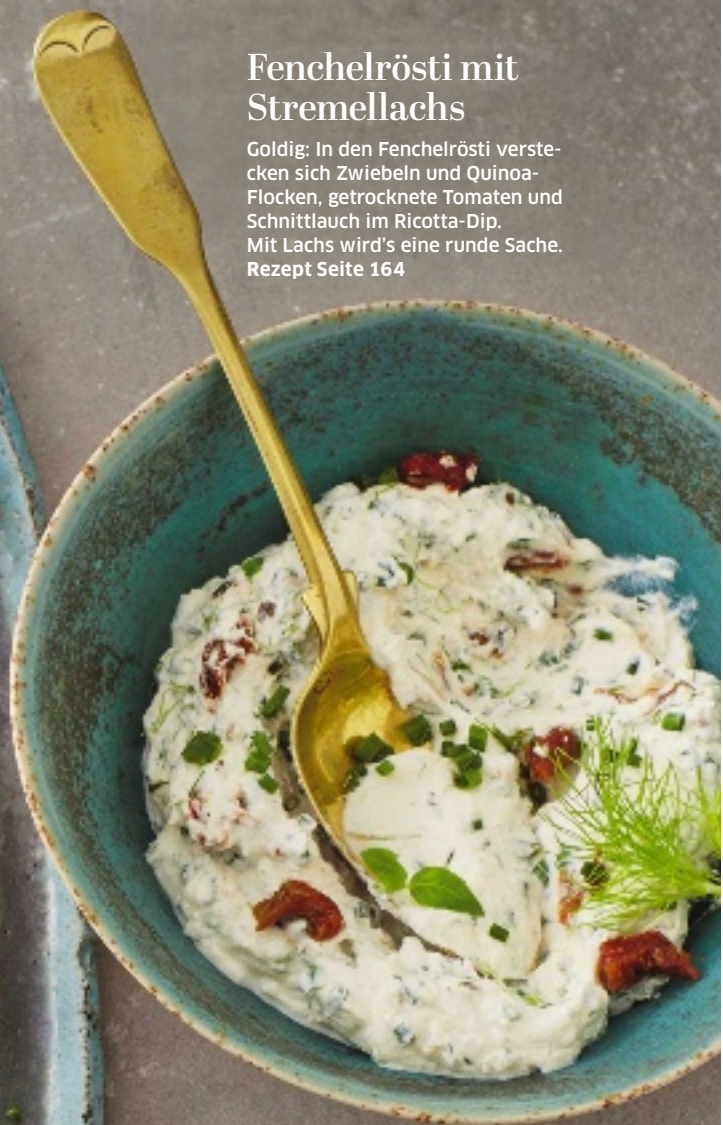 Fenchelrösti mit
Stremellachs
Goldig: In den Fenchelrösti verste-
cken sich Zwiebeln und Quinoa-
Flocken, getrocknete Tomaten und
Schnittlauch im Ricotta-Dip.
Mit Lachs wird's eine runde Sache.
Rezept Seite 164